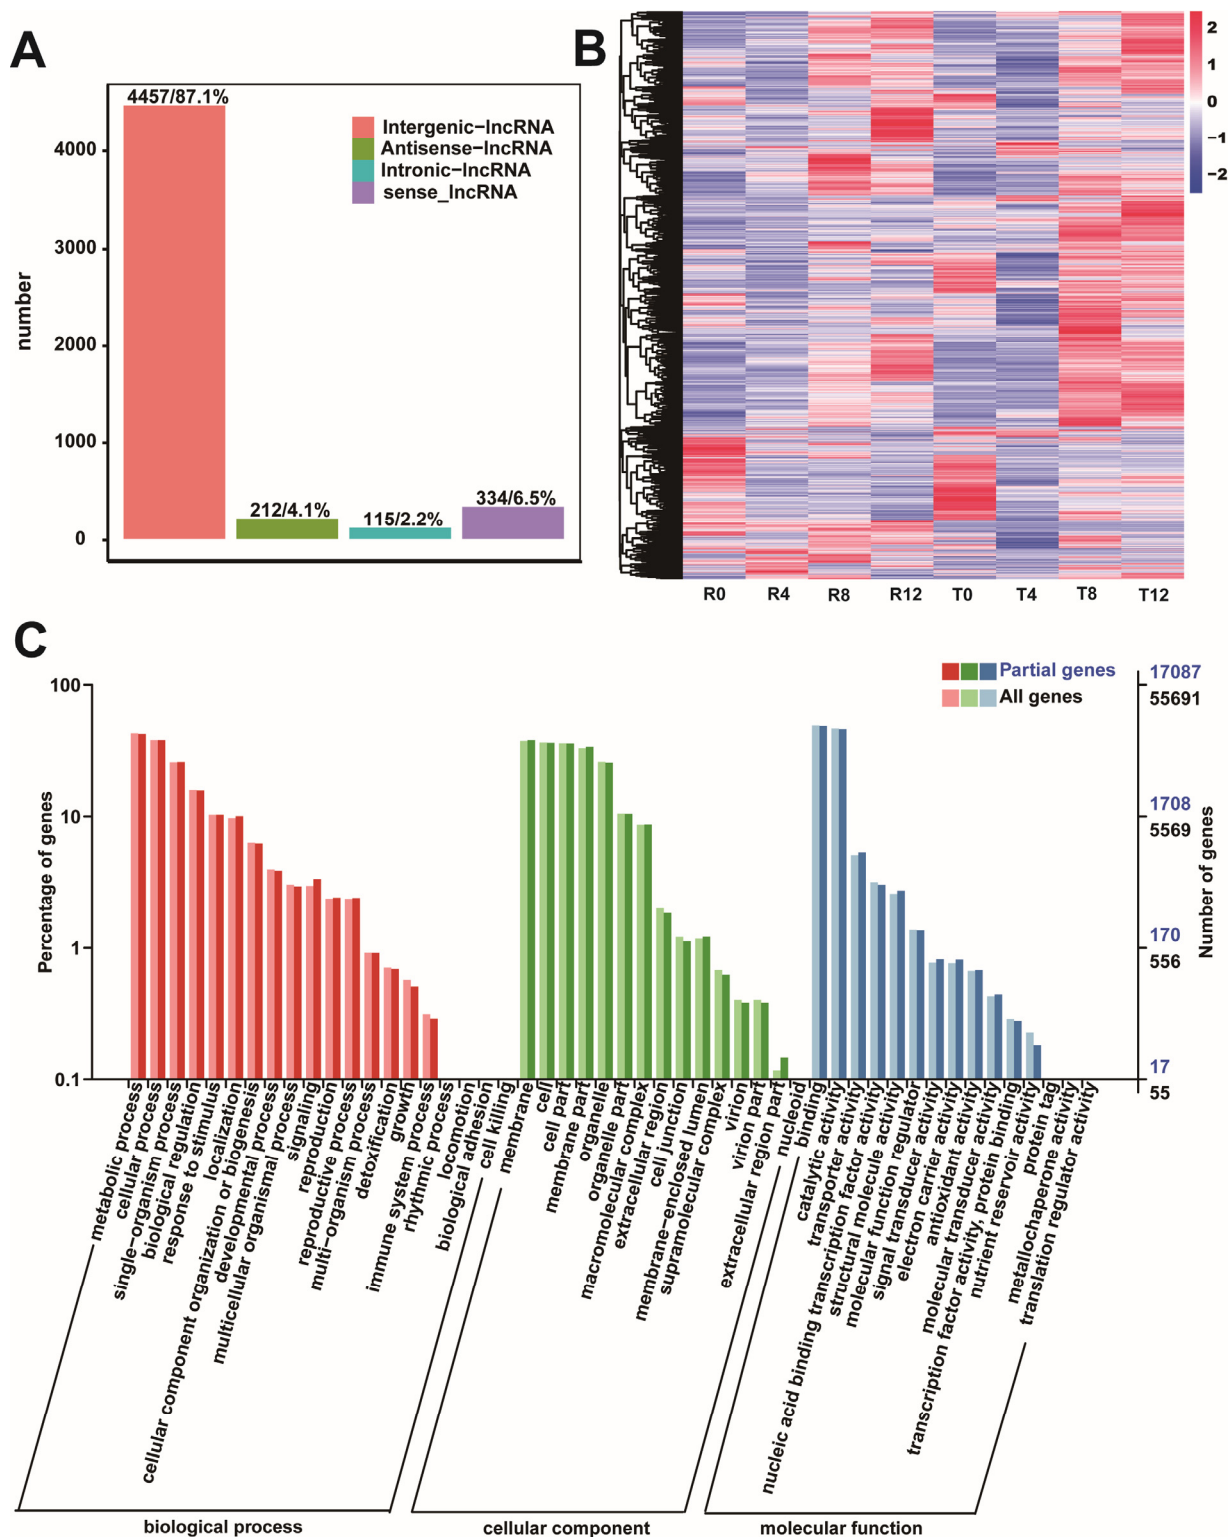 A
4457/87.1%
212/4.1%
115/2.2%
334/6.5%
Intergenic-lncRNA
Antisense-lncRNA
Intronic-lncRNA
sense_lncRNA
number
4000
3000
2000
1000
0
B
2
1
0
-1
-2
R0 R4 R8 R12 T0 T4 T8 T12
C
Partial genes
All genes
Percentage of genes
100
10
1
0.1
17087
55691
1708
5569
170
556
17
55
Number of genes
metabolic process
cellular process
single-organism process
biological regulation
response to stimulus
localization
cellular component organization or biogenesis
developmental process
multicellular organismal process
signaling
reproduction
reproductive process
multi-organism process
detoxification
growth
immune system process
rhythmic process
locomotion
biological adhesion
cell killing
membrane
cell
cell part
membrane part
organelle
organelle part
macromolecular complex
extracellular region
cell junction
membrane-enclosed lumen
supramolecular complex
virion
virion part
extracellular region part
nucleoid
binding
catalytic activity
transporter activity
nucleic acid binding transcription factor activity
structural molecule activity
molecular function regulator
signal transducer activity
electron carrier activity
antioxidant activity
molecular transducer activity
transcription factor activity, protein binding
nutrient reservoir activity
protein tag
metallochaperone activity
translation regulator activity
biological process
cellular component
molecular function